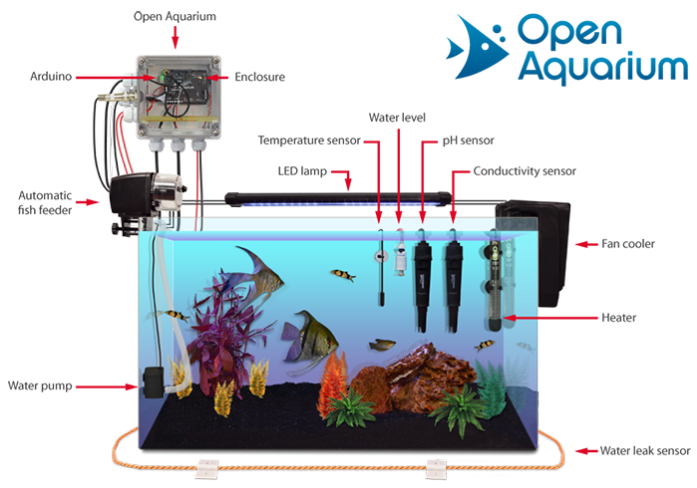 Open Aquarium
Open
Aquarium
Arduino
Enclosure
Water level
Temperature sensor
pH sensor
LED lamp
Conductivity sensor
Automatic
fish feeder
Fan cooler
Heater
Water pump
Water leak sensor